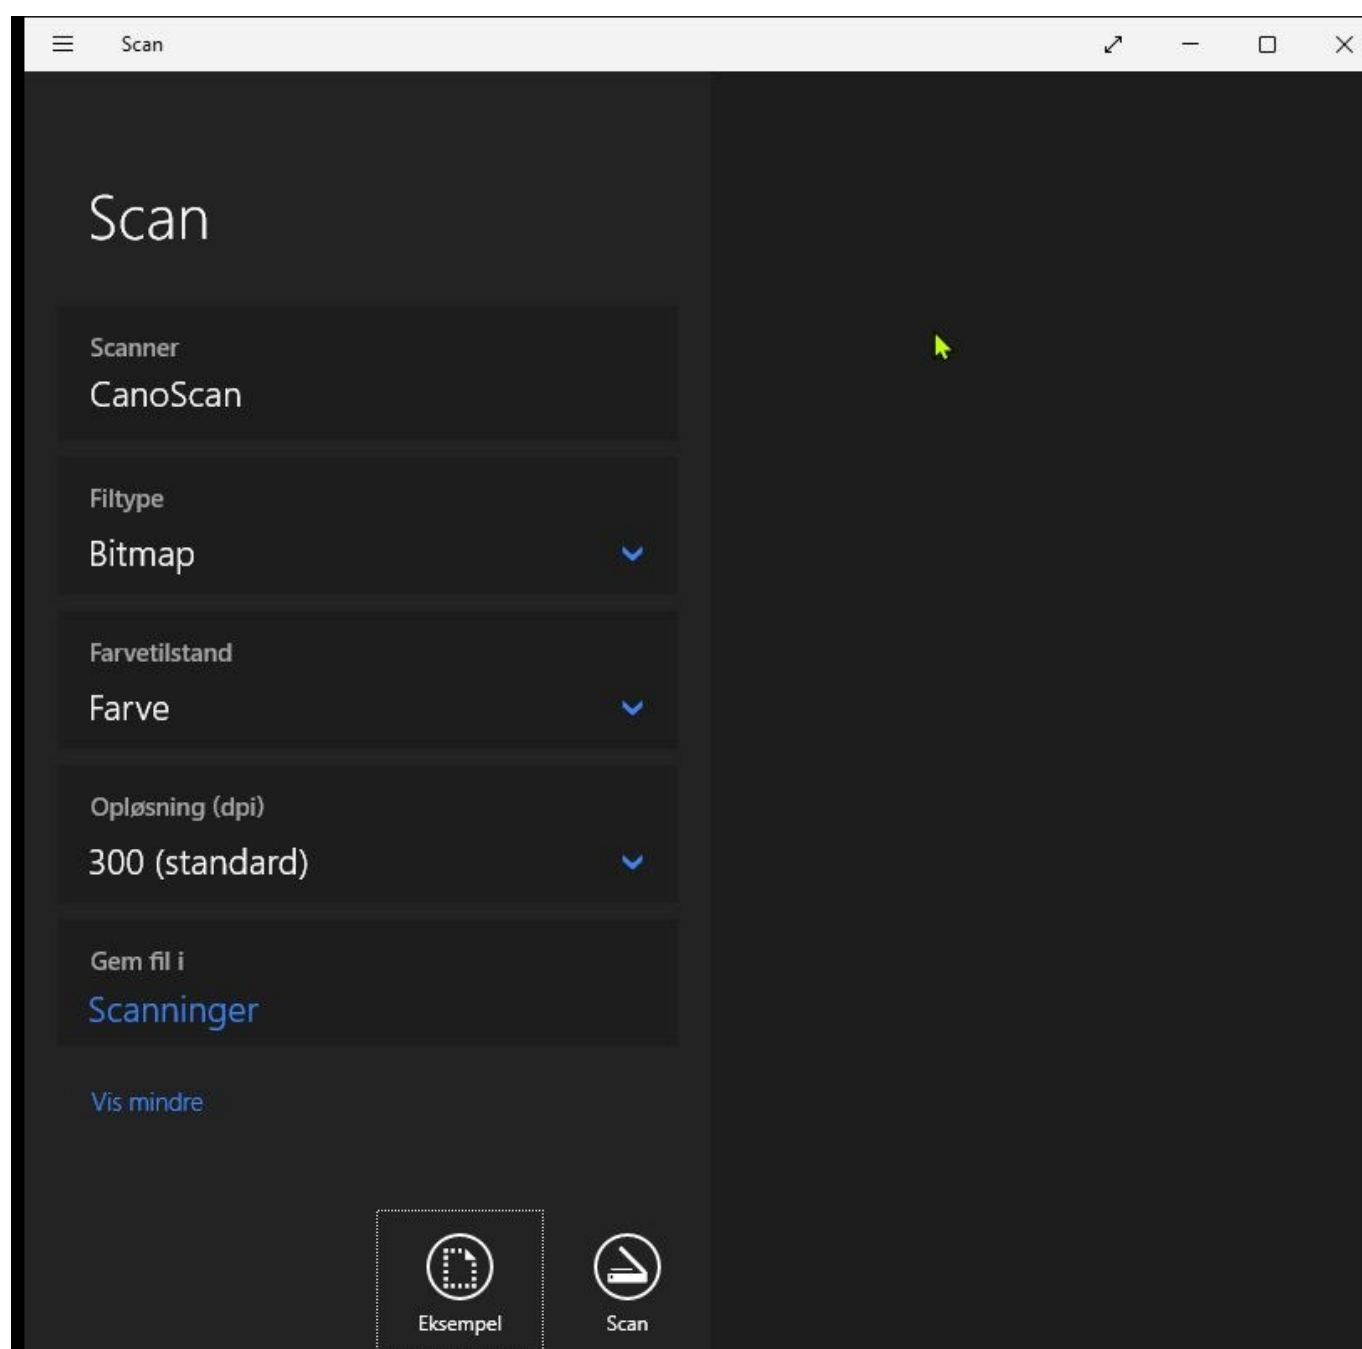 Scan
Scan
Scanner
CanoScan
Filtype
Bitmap
Farvetilstand
Farve
Opløsning (dpi)
300 (standard)
Gem fil i
Scanninger
Vis mindre
Eksempel
Scan